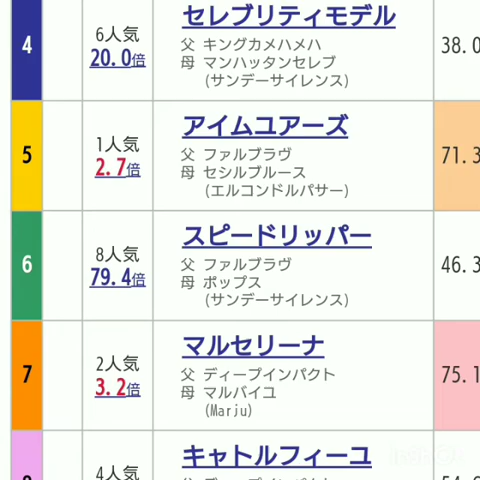 4
6人気
20.0倍
セレブリティモデル
父 キングカメハメハ
母 マンハッタンセレブ
(サンデーサイレンス)
38.0
5
1人気
2.7倍
アイムユアーズ
父 ファルブラヴ
母 セシルブルース
(エルコンドルパサー)
71.3
6
8人気
79.4倍
スピードリッパー
父 ファルブラヴ
母 ポップス
(サンデーサイレンス)
46.3
7
2人気
3.2倍
マルセリーナ
父 ディープインパクト
母 マルバイユ
(Marju)
75.1
4人気
キャトルフィーユ